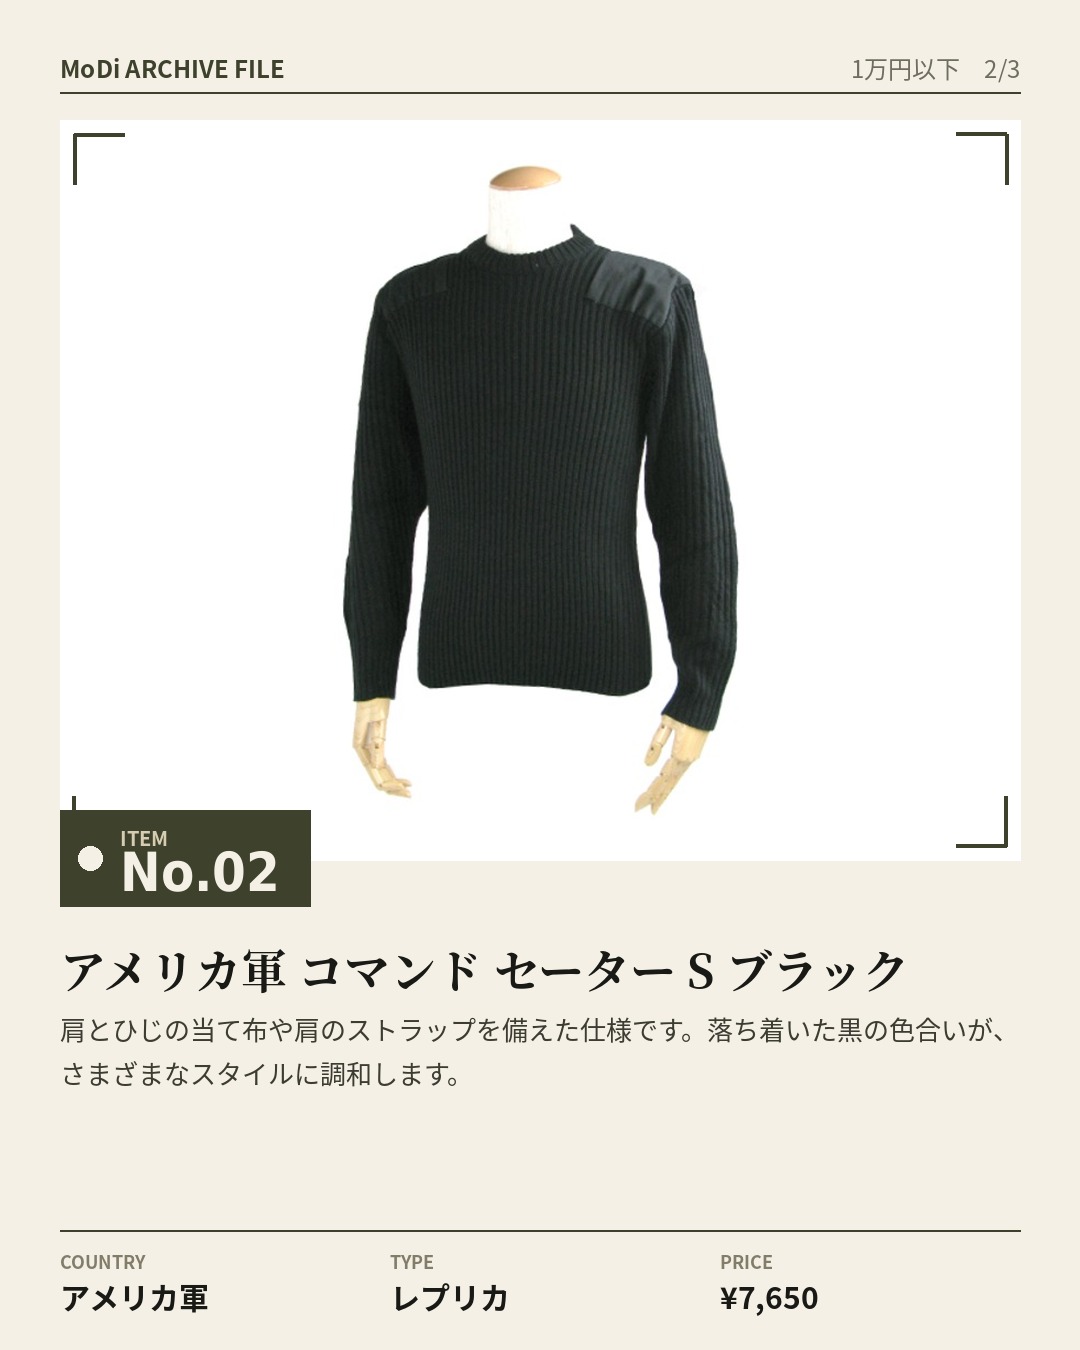 MoDi ARCHIVE FILE
1万円以下 2/3
ITEM
No.02
アメリカ軍 コマンド セーター S ブラック
肩とひじの当て布や肩のストラップを備えた仕様です。落ち着いた黒の色合いが、
さまざまなスタイルに調和します。
COUNTRY
アメリカ軍
TYPE
レプリカ
PRICE
¥7,650